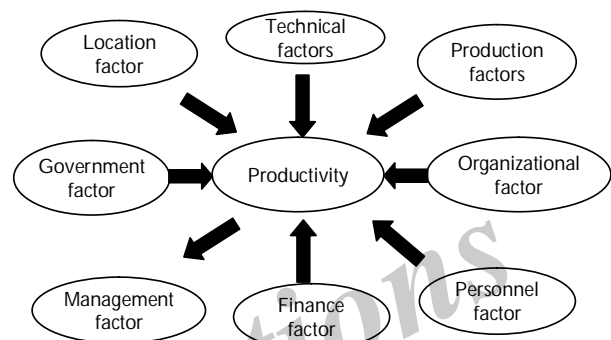 Location
factor
Technical
factors
Production
factors
Government
factor
Productivity
Organizational
factor
Management
factor
Finance
factor
Personnel
factor